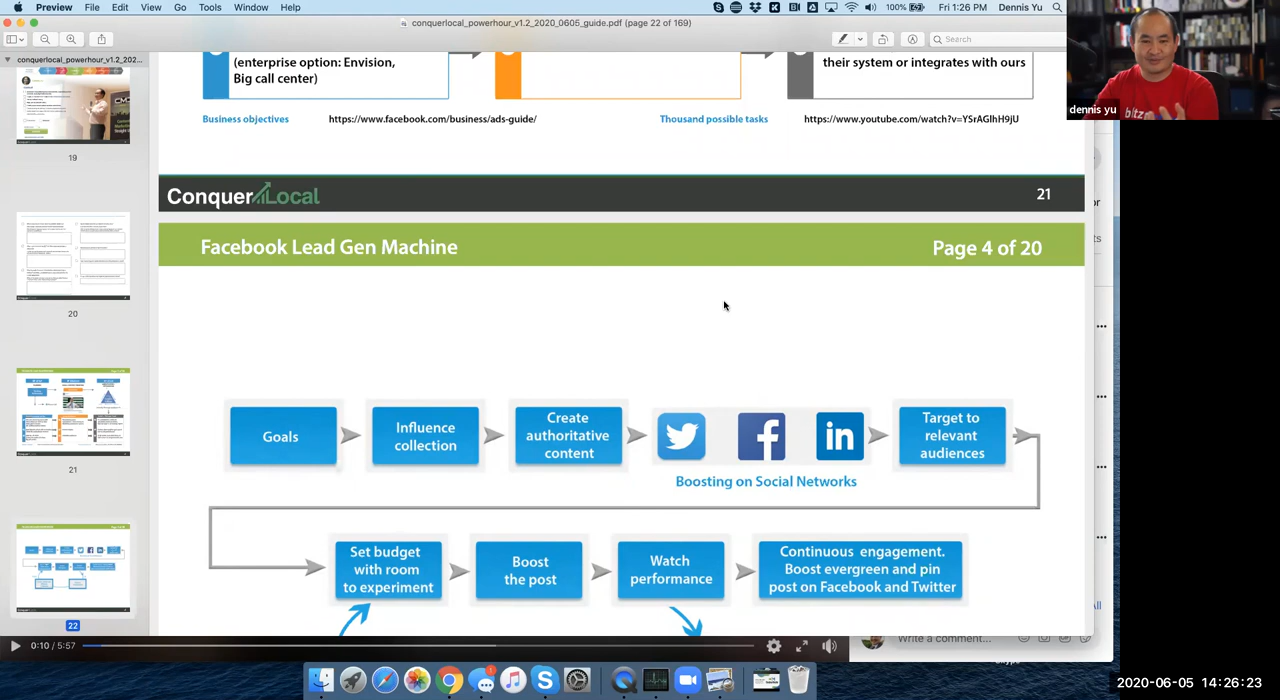 Preview File Edit View Go Tools Window Help
100% Fri 1:26 PM Dennis Yu
conquerlocal_powerhour_v1.2_2020_0605_guide.pdf (page 22 of 169)
Search
conquerlocal_powerhour_v1.2_202...
dennis yu
19
20
21
22
(enterprise option: Envision,
Big call center)
their system or integrates with ours
Business objectives https://www.facebook.com/business/ads-guide/ Thousand possible tasks https://www.youtube.com/watch?v=YSrAGIhH9jU
ConquerLocal 21
Facebook Lead Gen Machine Page 4 of 20
Goals
Influence
collection
Create
authoritative
content
in
Boosting on Social Networks
Target to
relevant
audiences
Set budget
with room
to experiment
Boost
the post
Watch
performance
Continuous engagement.
Boost evergreen and pin
post on Facebook and Twitter
0:10 / 5:57
Write a comment...
2020-06-05 14:26:23